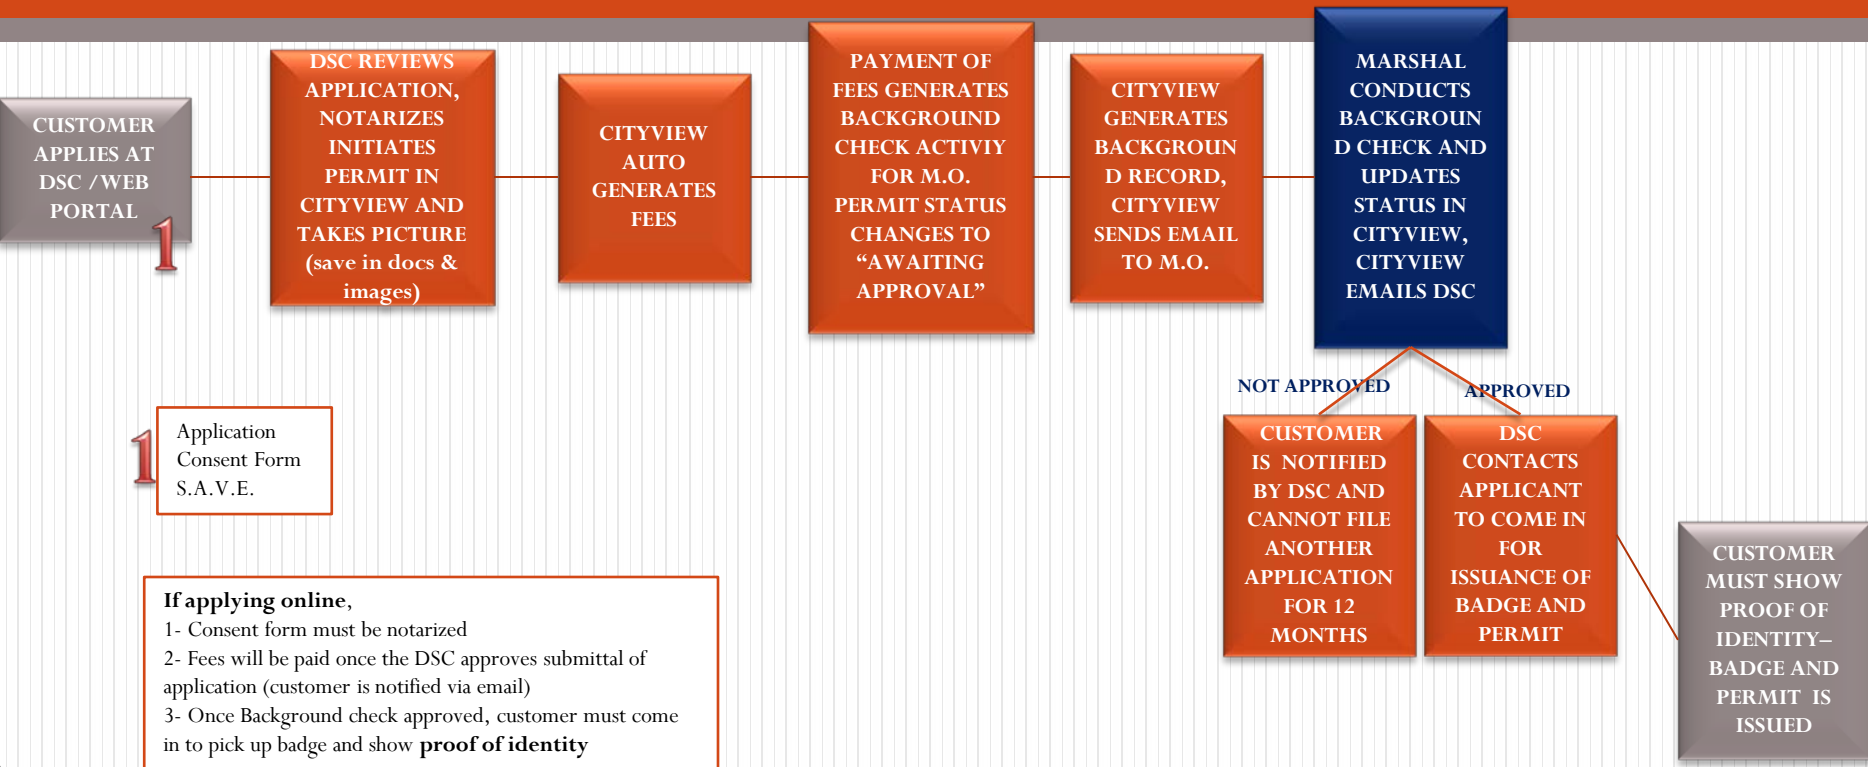 CUSTOMER
APPLIES AT
DSC / WEB
PORTAL
1
DSC REVIEWS
APPLICATION,
NOTARIZES
INITIATES
PERMIT IN
CITYVIEW AND
TAKES PICTURE
(save in docs &
images)
CITYVIEW
AUTO
GENERATES
FEES
PAYMENT OF
FEES GENERATES
BACKGROUND
CHECK ACTIVIY
FOR M.O.
PERMIT STATUS
CHANGES TO
“AWAITING
APPROVAL”
CITYVIEW
GENERATES
BACKGROUN
D RECORD,
CITYVIEW
SENDS EMAIL
TO M.O.
MARSHAL
CONDUCTS
BACKGROUN
D CHECK AND
UPDATES
STATUS IN
CITYVIEW,
CITYVIEW
EMAILS DSC
NOT APPROVED
APPROVED
CUSTOMER
IS NOTIFIED
BY DSC AND
CANNOT FILE
ANOTHER
APPLICATION
FOR 12
MONTHS
DSC
CONTACTS
APPLICANT
TO COME IN
FOR
ISSUANCE OF
BADGE AND
PERMIT
CUSTOMER
MUST SHOW
PROOF OF
IDENTITY–
BADGE AND
PERMIT IS
ISSUED
1
Application
Consent Form
S.A.V.E.
If applying online,
1- Consent form must be notarized
2- Fees will be paid once the DSC approves submittal of
application (customer is notified via email)
3- Once Background check approved, customer must come
in to pick up badge and show proof of identity